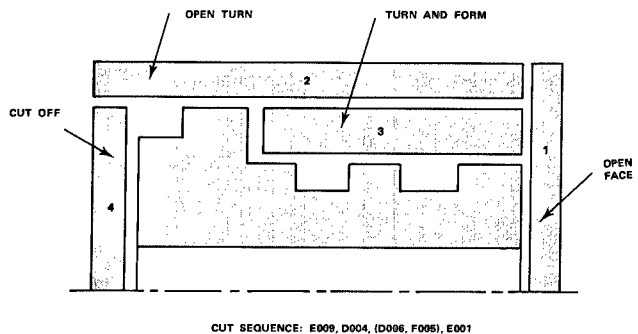 OPEN TURN
TURN AND FORM
2
CUT OFF
3
1
OPEN
FACE
4
CUT SEQUENCE: E009, D004, (D006, F005), E001